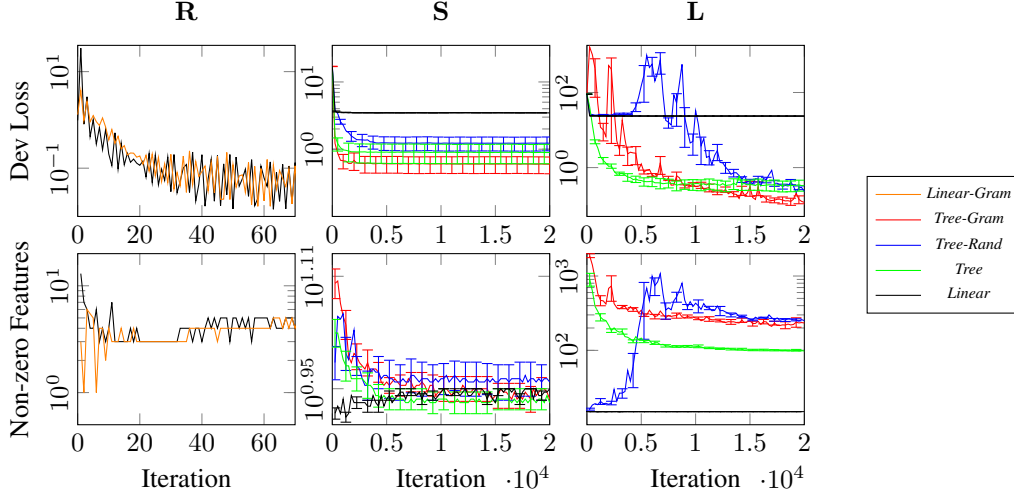 R S L
Dev Loss
10^1
10^-1
0 20 40 60
10^1
10^0
0 0.5 1 1.5 2
10^2
10^0
0 0.5 1 1.5 2
Non-zero Features
10^1
10^0
0 20 40 60
Iteration
10^1.11
10^0.95
0 0.5 1 1.5 2
Iteration ·10^4
10^3
10^2
0 0.5 1 1.5 2
Iteration ·10^4
Linear-Gram
Tree-Gram
Tree-Rand
Tree
Linear